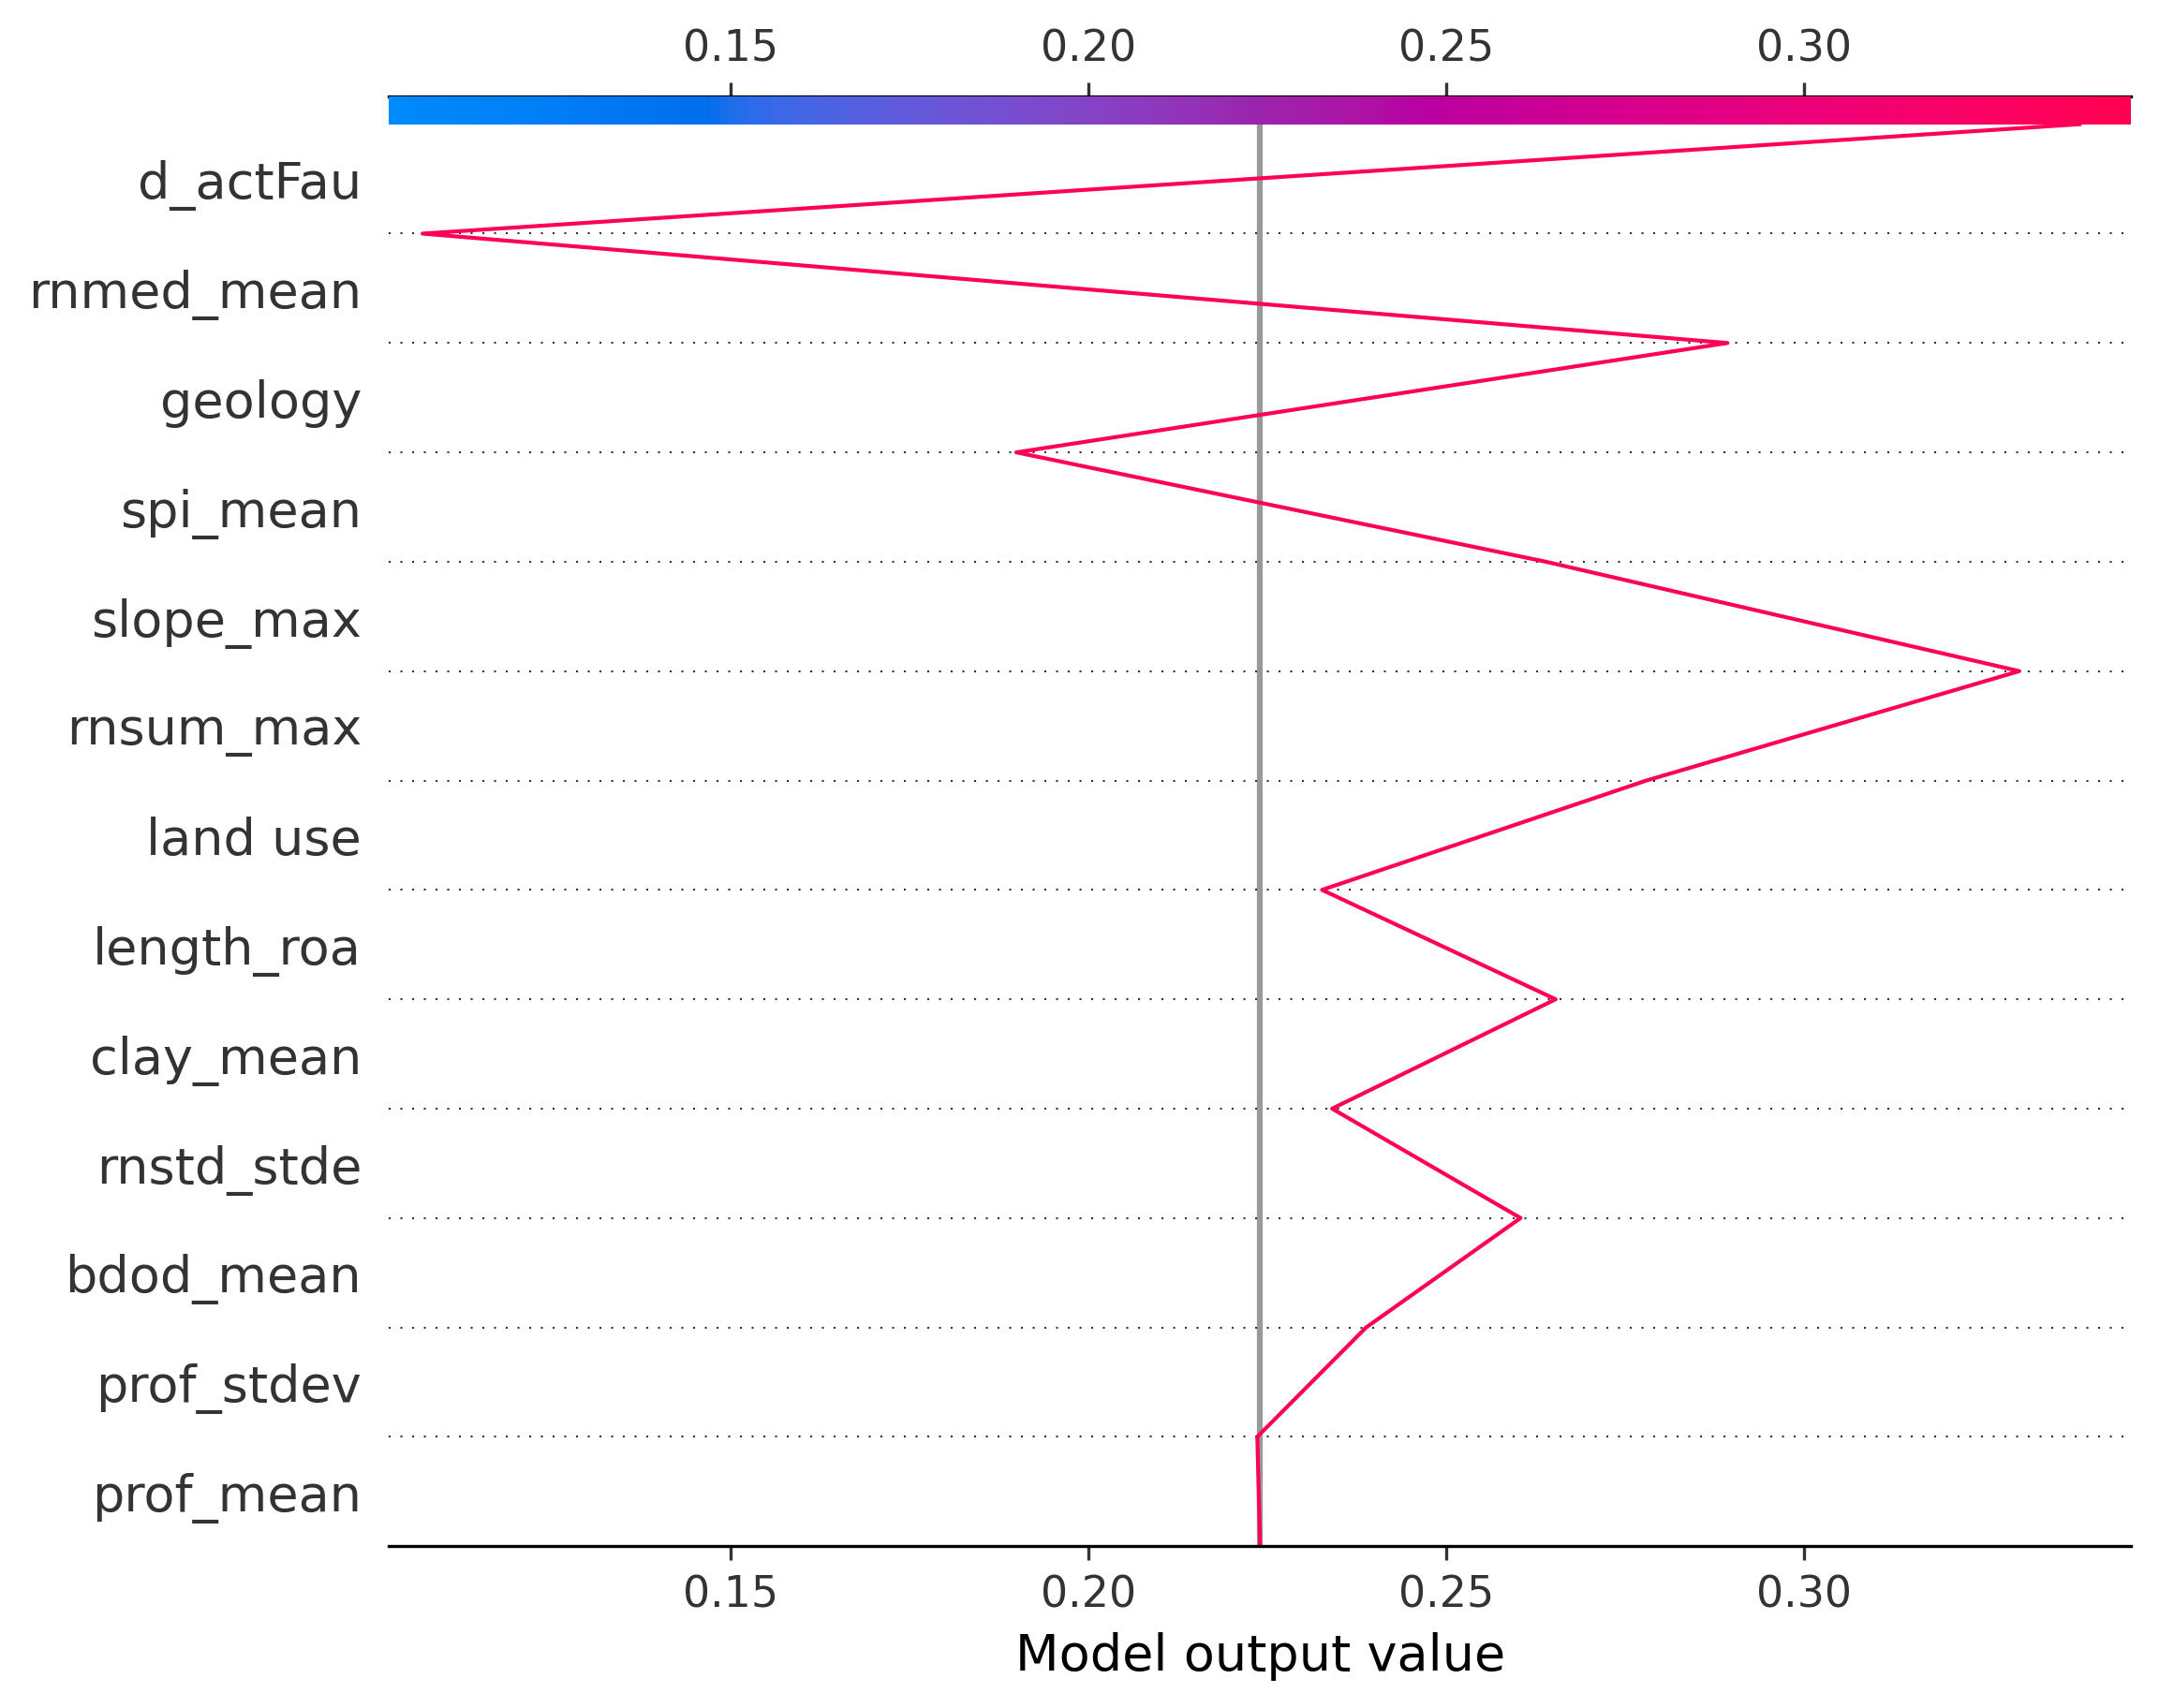 0.15 0.20 0.25 0.30
d_actFau
rnmed_mean
geology
spi_mean
slope_max
rnsum_max
land use
length_roa
clay_mean
rnstd_stde
bdod_mean
prof_stdev
prof_mean
0.15 0.20 0.25 0.30
Model output value